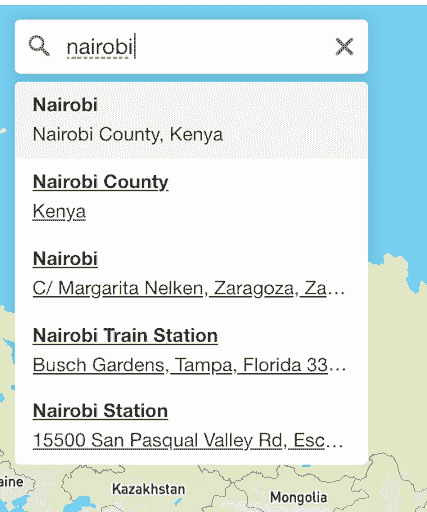 nairobi
Nairobi
Nairobi County, Kenya
Nairobi County
Kenya
Nairobi
C/ Margarita Nelken, Zaragoza, Za...
Nairobi Train Station
Busch Gardens, Tampa, Florida 33...
Nairobi Station
15500 San Pasqual Valley Rd, Esc...
aine
Kazakhstan
Mongolia